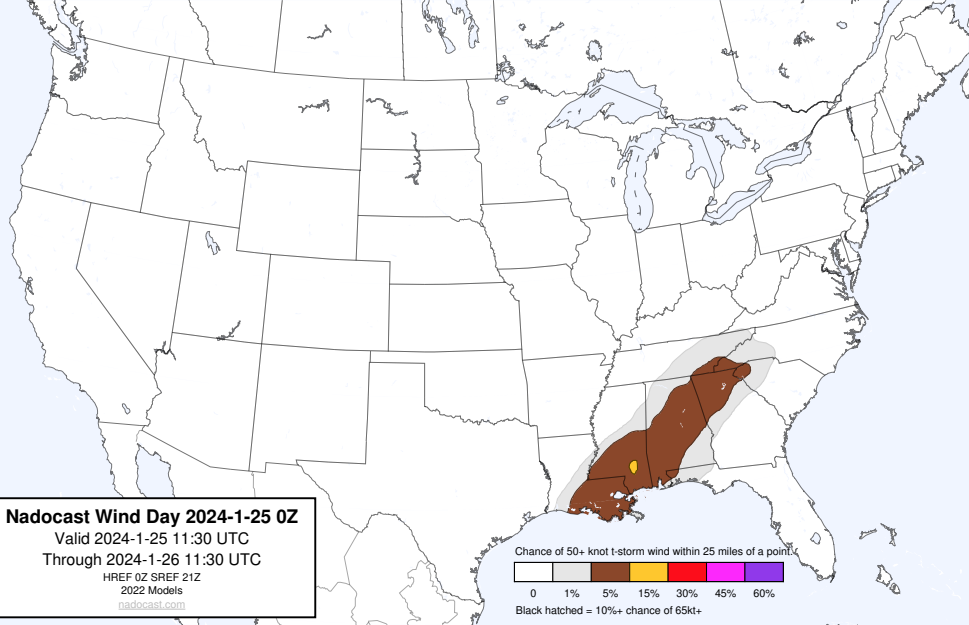 Nadocast Wind Day 2024-1-25 0Z
Valid 2024-1-25 11:30 UTC
Through 2024-1-26 11:30 UTC
HREF 0Z SREF 21Z
2022 Models
nadocast.com
Chance of 50+ knot t-storm wind within 25 miles of a point.
0 1% 5% 15% 30% 45% 60%
Black hatched = 10%+ chance of 65kt+